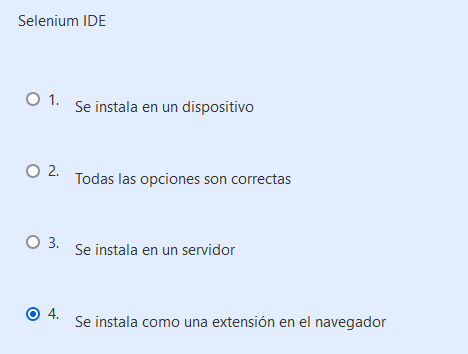 Selenium IDE
1. Se instala en un dispositivo
2. Todas las opciones son correctas
3. Se instala en un servidor
4. Se instala como una extensión en el navegador